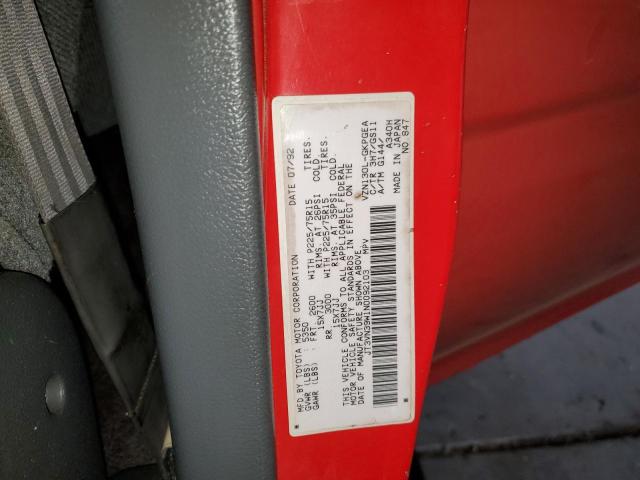 MFD BY TOYOTA MOTOR CORPORATION DATE 07/92
GVWR (LBS) 5350
GAWR (LBS) FRT 2600 WITH P225/75R15 TIRES.
15X7JJ RIMS. AT 26PSI COLD.
RR 3000 WITH P225/75R15 TIRES.
15X7JJ RIMS. AT 35PSI COLD.
THIS VEHICLE CONFORMS TO ALL APPLICABLE FEDERAL
MOTOR VEHICLE SAFETY STANDARDS IN EFFECT ON THE
DATE OF MANUFACTURE SHOWN ABOVE.
JT3VN39W1N0092103 MPV
VZN130L-GKPGEA
C/TR 3H7/GS11
A/TM G144/
A340H
MADE IN JAPAN
NO 847